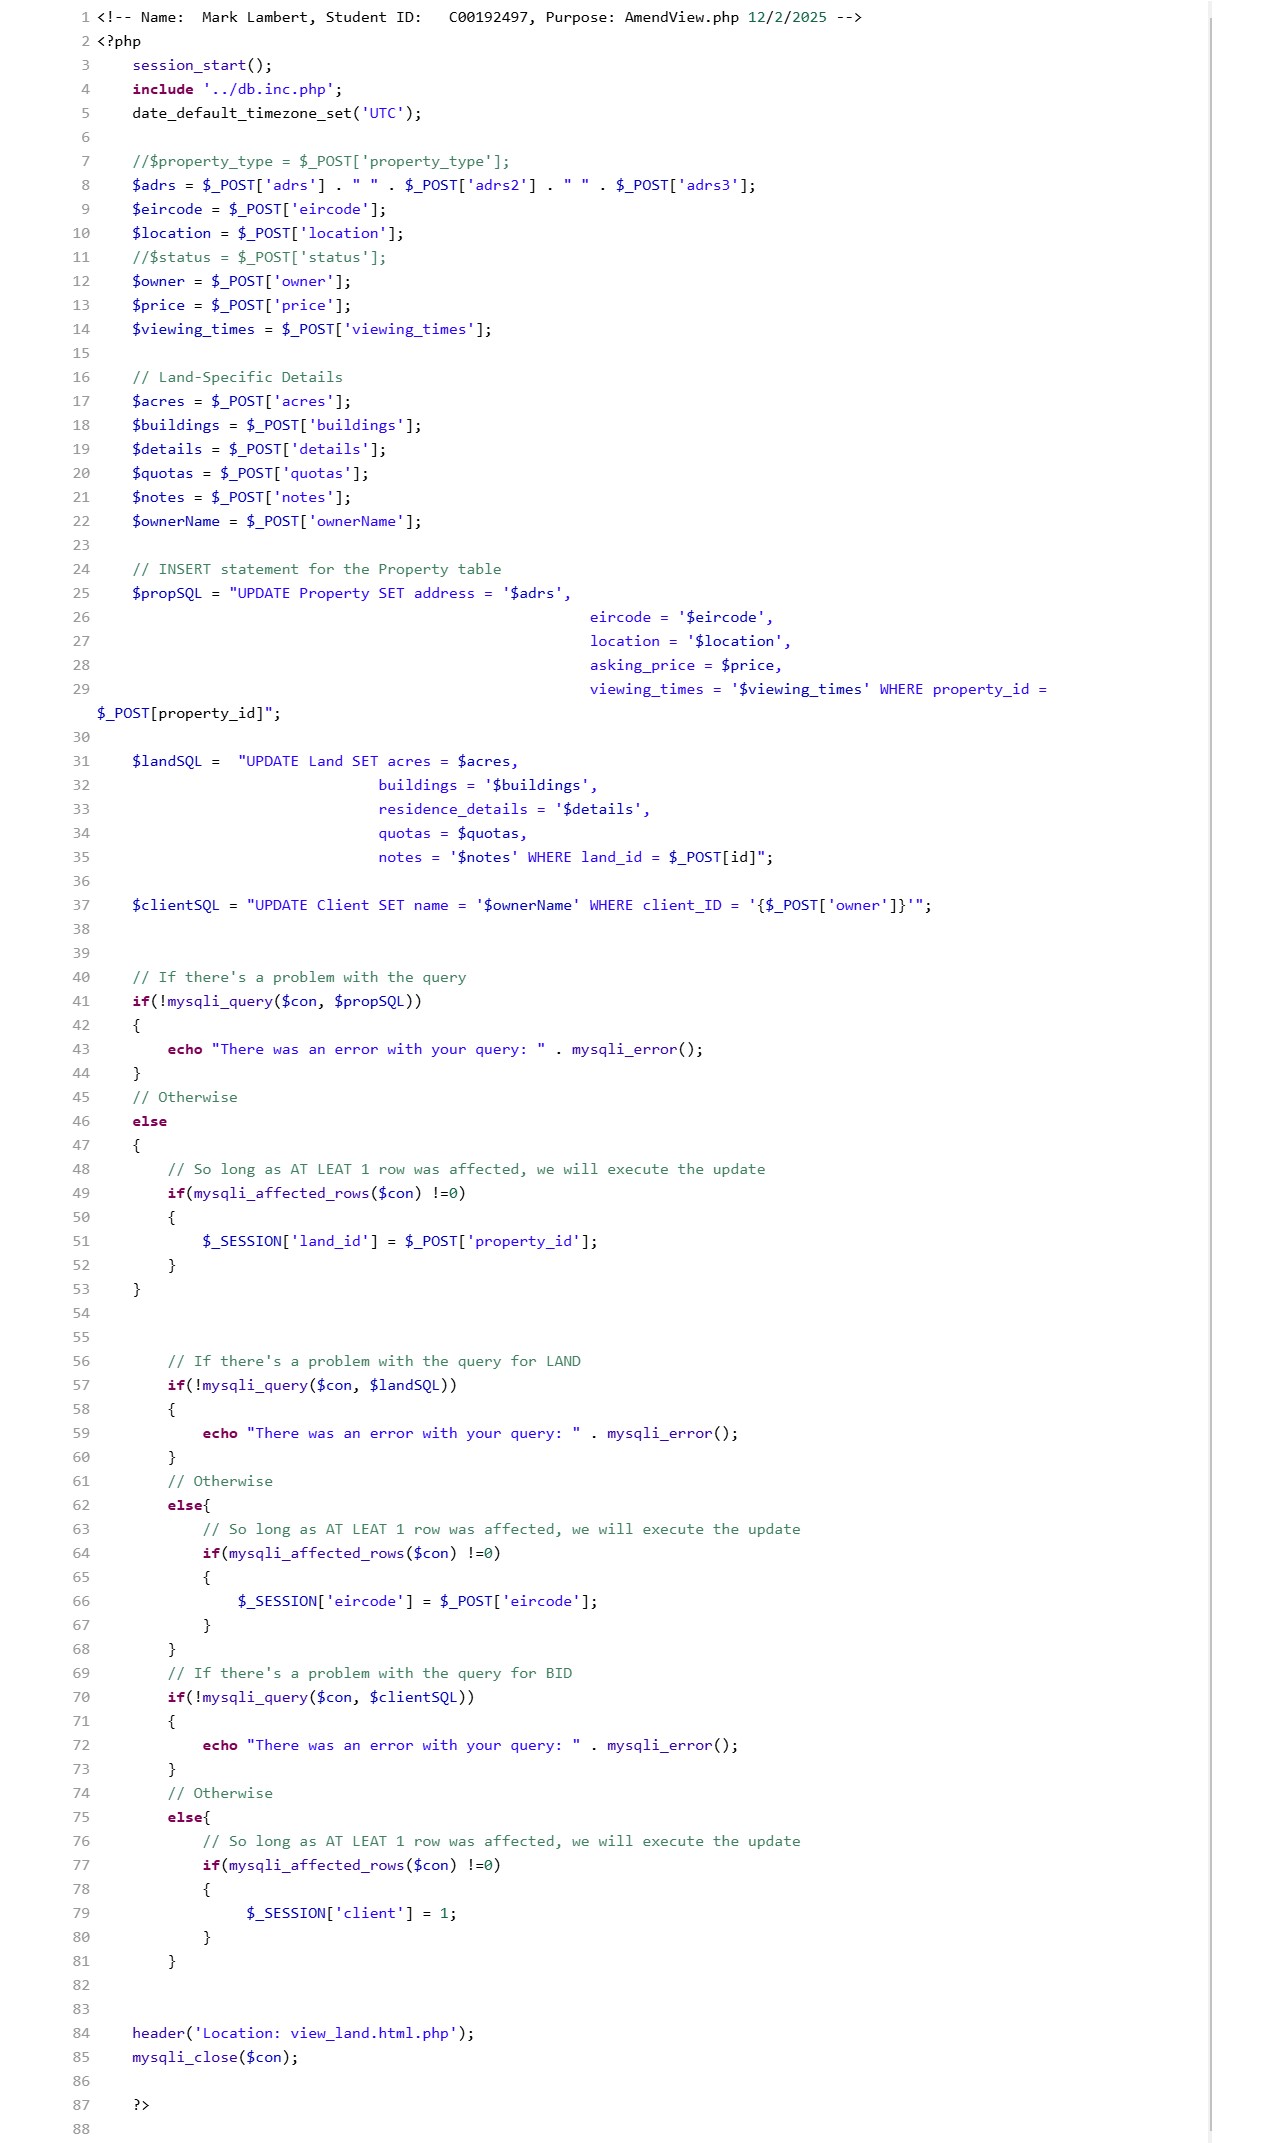 1 <!-- Name:  Mark Lambert, Student ID:   C00192497, Purpose: AmendView.php 12/2/2025 -->
2 <?php
3     session_start();
4     include '../db.inc.php';
5     date_default_timezone_set('UTC');
6
7     //$property_type = $_POST['property_type'];
8     $adrs = $_POST['adrs'] . " " . $_POST['adrs2'] . " " . $_POST['adrs3'];
9     $eircode = $_POST['eircode'];
10     $location = $_POST['location'];
11     //$status = $_POST['status'];
12     $owner = $_POST['owner'];
13     $price = $_POST['price'];
14     $viewing_times = $_POST['viewing_times'];
15
16     // Land-Specific Details
17     $acres = $_POST['acres'];
18     $buildings = $_POST['buildings'];
19     $details = $_POST['details'];
20     $quotas = $_POST['quotas'];
21     $notes = $_POST['notes'];
22     $ownerName = $_POST['ownerName'];
23
24     // INSERT statement for the Property table
25     $propSQL = "UPDATE Property SET address = '$adrs',
26                                                         eircode = '$eircode',
27                                                         location = '$location',
28                                                         asking_price = $price,
29                                                         viewing_times = '$viewing_times' WHERE property_id =
$_POST[property_id]";
30
31     $landSQL =  "UPDATE Land SET acres = $acres,
32                                 buildings = '$buildings',
33                                 residence_details = '$details',
34                                 quotas = $quotas,
35                                 notes = '$notes' WHERE land_id = $_POST[id]";
36
37     $clientSQL = "UPDATE Client SET name = '$ownerName' WHERE client_ID = '{$_POST['owner']}'";
38
39
40     // If there's a problem with the query
41     if(!mysqli_query($con, $propSQL))
42     {
43         echo "There was an error with your query: " . mysqli_error();
44     }
45     // Otherwise
46     else
47     {
48         // So long as AT LEAT 1 row was affected, we will execute the update
49         if(mysqli_affected_rows($con) !=0)
50         {
51             $_SESSION['land_id'] = $_POST['property_id'];
52         }
53     }
54
55
56         // If there's a problem with the query for LAND
57         if(!mysqli_query($con, $landSQL))
58         {
59             echo "There was an error with your query: " . mysqli_error();
60         }
61         // Otherwise
62         else{
63             // So long as AT LEAT 1 row was affected, we will execute the update
64             if(mysqli_affected_rows($con) !=0)
65             {
66                 $_SESSION['eircode'] = $_POST['eircode'];
67             }
68         }
69         // If there's a problem with the query for BID
70         if(!mysqli_query($con, $clientSQL))
71         {
72             echo "There was an error with your query: " . mysqli_error();
73         }
74         // Otherwise
75         else{
76             // So long as AT LEAT 1 row was affected, we will execute the update
77             if(mysqli_affected_rows($con) !=0)
78             {
79                  $_SESSION['client'] = 1;
80             }
81         }
82
83
84     header('Location: view_land.html.php');
85     mysqli_close($con);
86
87     ?>
88